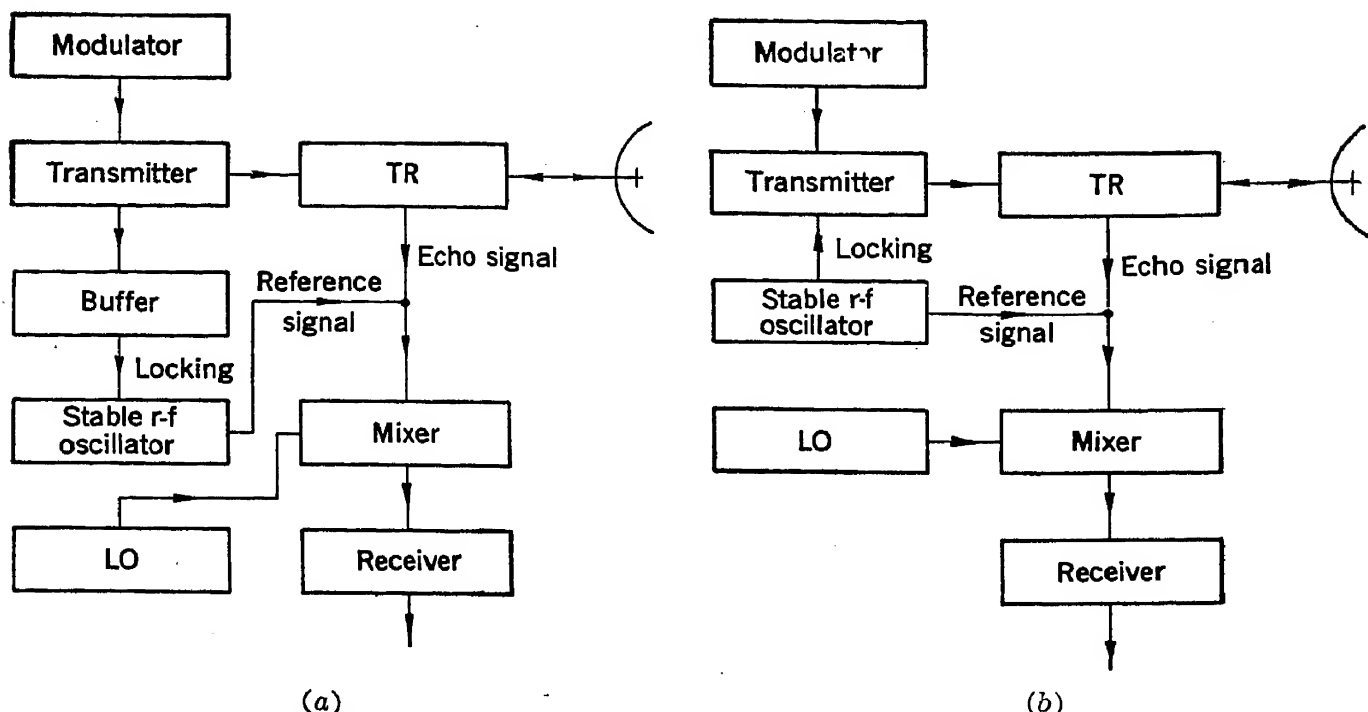 Modulator
Transmitter
TR
Echo signal
Buffer
Reference
signal
Locking
Stable r-f
oscillator
Mixer
LO
Receiver
(a)
Modulator
Transmitter
TR
Locking
Echo signal
Stable r-f
oscillator
Reference
signal
LO
Mixer
Receiver
(b)